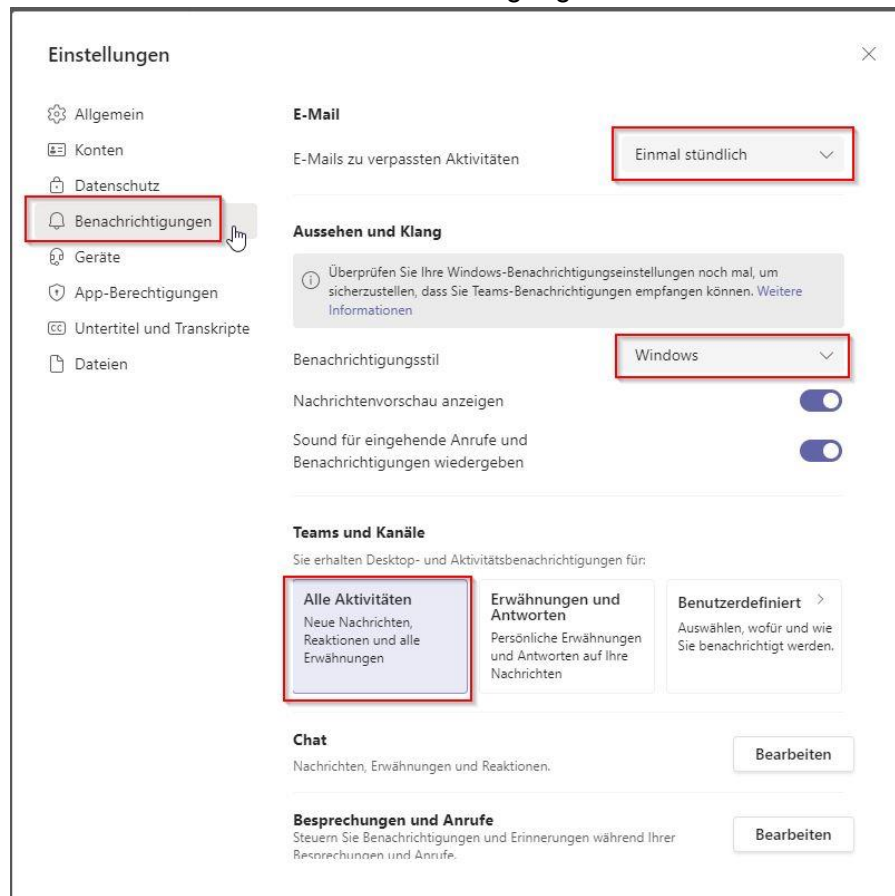 Einstellungen
Allgemein
Konten
Datenschutz
Benachrichtigungen
Geräte
App-Berechtigungen
CC Untertitel und Transkripte
Dateien
E-Mail
E-Mails zu verpassten Aktivitäten
Einmal stündlich
Aussehen und Klang
Überprüfen Sie Ihre Windows-Benachrichtigungseinstellungen noch mal, um
sicherzustellen, dass Sie Teams-Benachrichtigungen empfangen können. Weitere
Informationen
Benachrichtigungsstil
Windows
Nachrichtenvorschau anzeigen
Sound für eingehende Anrufe und
Benachrichtigungen wiedergeben
Teams und Kanäle
Sie erhalten Desktop- und Aktivitätsbenachrichtigungen für:
Alle Aktivitäten
Neue Nachrichten,
Reaktionen und alle
Erwähnungen
Erwähnungen und
Antworten
Persönliche Erwähnungen
und Antworten auf Ihre
Nachrichten
Benutzerdefiniert
Auswählen, wofür und wie
Sie benachrichtigt werden.
Chat
Nachrichten, Erwähnungen und Reaktionen.
Bearbeiten
Besprechungen und Anrufe
Steuern Sie Benachrichtigungen und Erinnerungen während Ihrer
Besprechungen und Anrufe.
Bearbeiten